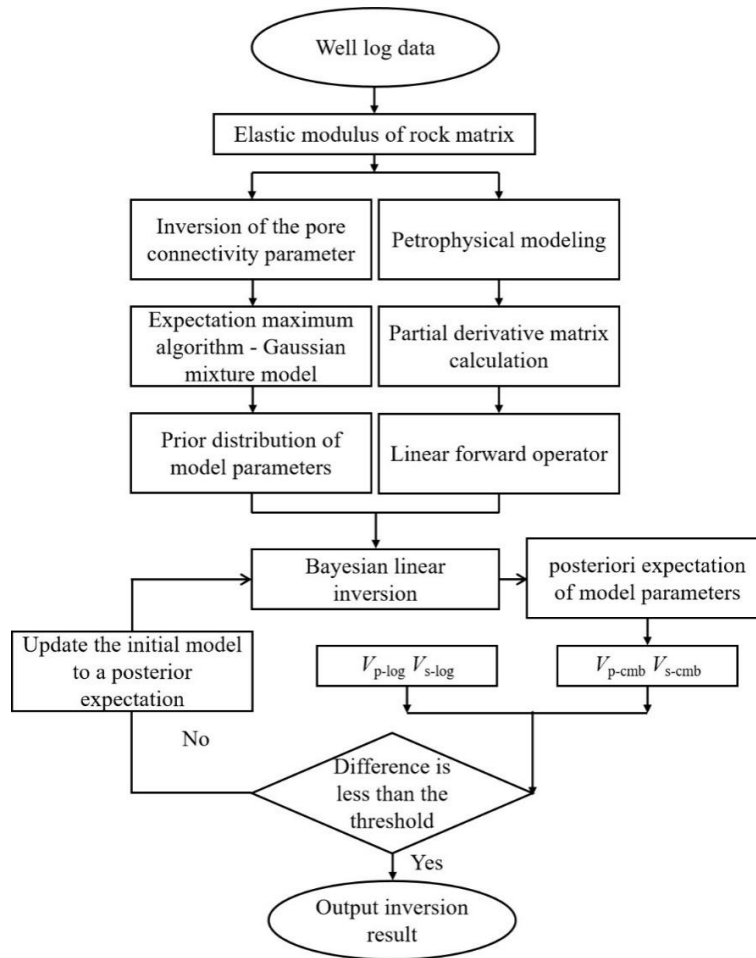 Well log data
Elastic modulus of rock matrix
Inversion of the pore
connectivity parameter
Petrophysical modeling
Expectation maximum
algorithm - Gaussian
mixture model
Partial derivative matrix
calculation
Prior distribution of
model parameters
Linear forward operator
Bayesian linear
inversion
posteriori expectation
of model parameters
Update the initial model
to a posterior
expectation
Vp-log Vs-log
Vp-cmb Vs-cmb
No
Difference is
less than the
threshold
Yes
Output inversion
result